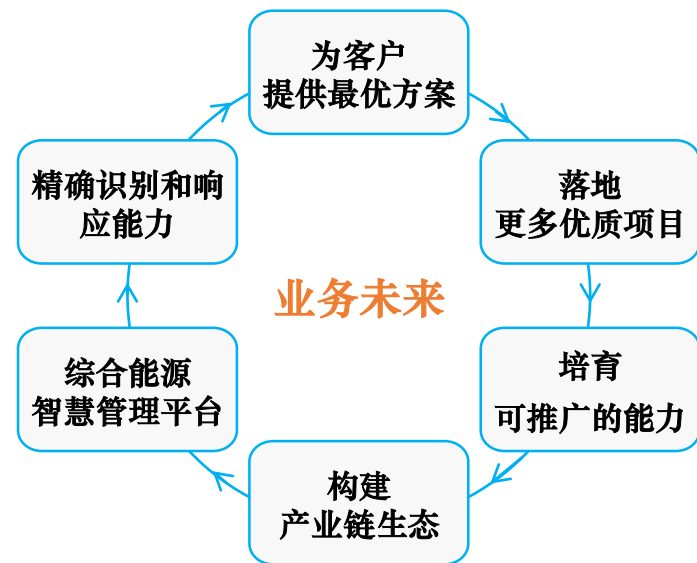 为客户
提供最优方案
落地
更多优质项目
培育
可推广的能力
构建
产业链生态
综合能源
智慧管理平台
精确识别和响
应能力
业务未来